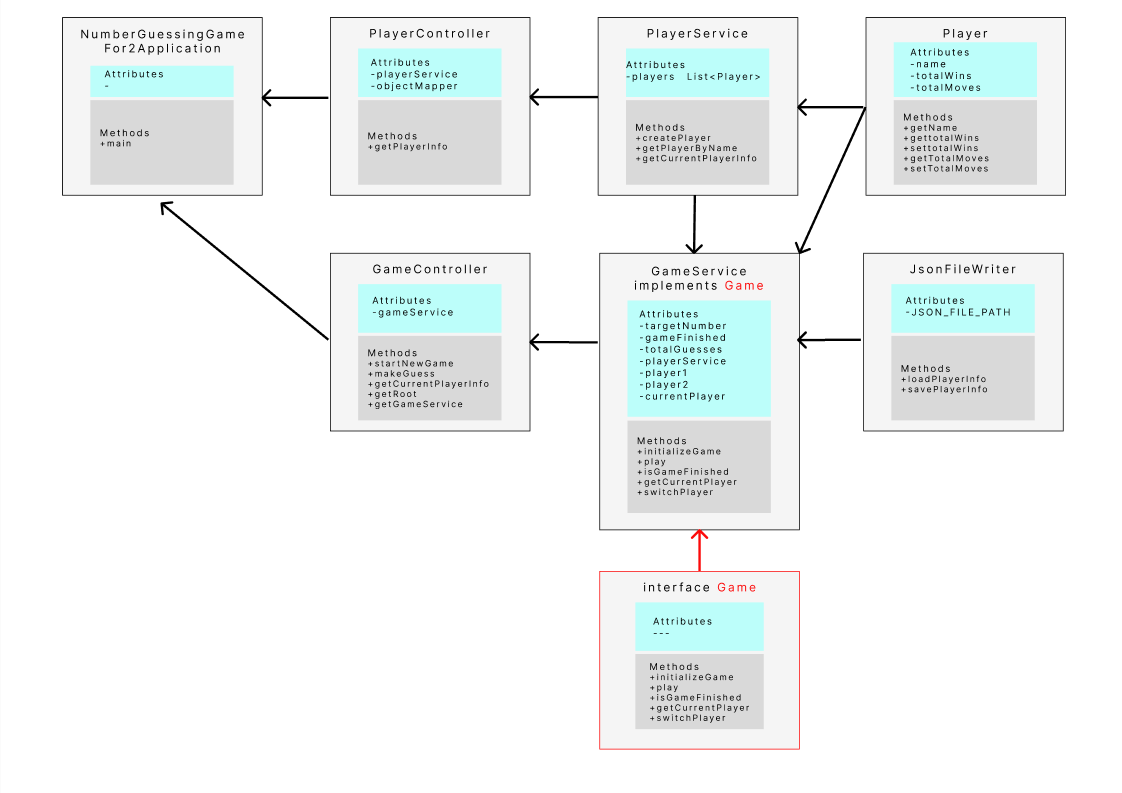 NumberGuessingGame
For2Application
Attributes
-
Methods
+main
PlayerController
Attributes
-playerService
-objectMapper
Methods
+getPlayerInfo
PlayerService
Attributes
-players List<Player>
Methods
+createPlayer
+getPlayerByName
+getCurrentPlayerInfo
Player
Attributes
-name
-totalWins
-totalMoves
Methods
+getName
+gettotalWins
+settotalWins
+getTotalMoves
+setTotalMoves
GameController
Attributes
-gameService
Methods
+startNewGame
+makeGuess
+getCurrentPlayerInfo
+getRoot
+getGameService
GameService
implements Game
Attributes
-targetNumber
-gameFinished
-totalGuesses
-playerService
-player1
-player2
-currentPlayer
Methods
+initializeGame
+play
+isGameFinished
+getCurrentPlayer
+switchPlayer
JsonFileWriter
Attributes
-JSON_FILE_PATH
Methods
+loadPlayerInfo
+savePlayerInfo
interface Game
Attributes
---
Methods
+initializeGame
+play
+isGameFinished
+getCurrentPlayer
+switchPlayer